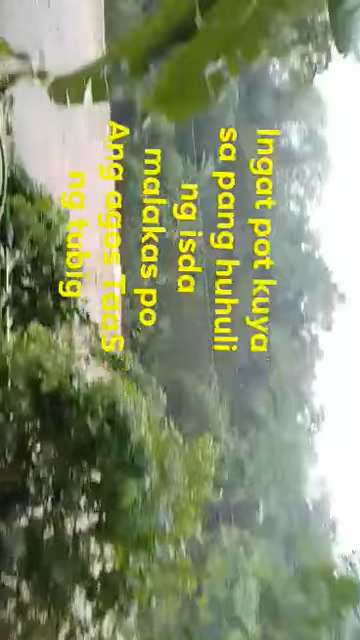 Ingat pot kuya
sa pang huhuli
ng isda
malakas po
Ang agos TaaS
ng tubig